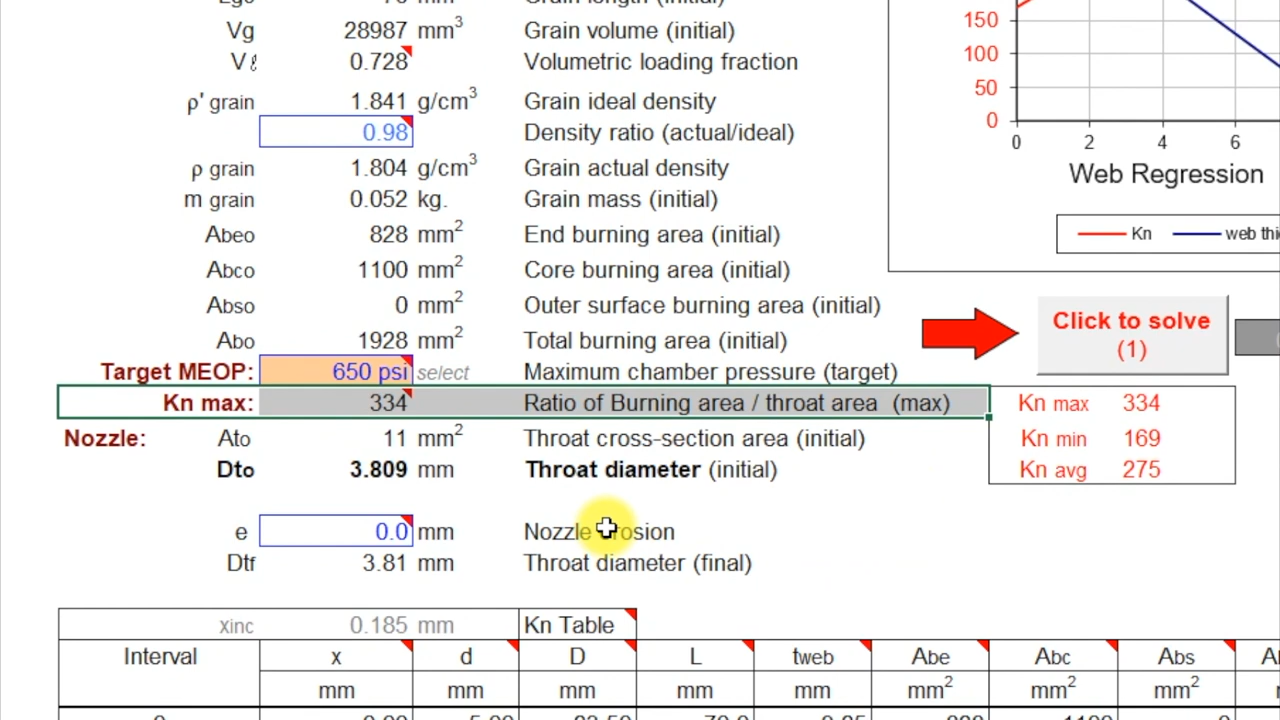 Grain length (initial)
Vg 28987 mm³ Grain volume (initial)
Vℓ 0.728 Volumetric loading fraction
ρ' grain 1.841 g/cm³ Grain ideal density
0.98 Density ratio (actual/ideal)
ρ grain 1.804 g/cm³ Grain actual density
m grain 0.052 kg. Grain mass (initial)
Abeo 828 mm² End burning area (initial)
Abco 1100 mm² Core burning area (initial)
Abso 0 mm² Outer surface burning area (initial)
Abo 1928 mm² Total burning area (initial)
Target MEOP: 650 psi select Maximum chamber pressure (target)
Kn max: 334 Ratio of Burning area / throat area (max)
Nozzle: Ato 11 mm² Throat cross-section area (initial)
Dto 3.809 mm Throat diameter (initial)
e 0.0 mm Nozzle erosion
Dtf 3.81 mm Throat diameter (final)
150
100
50
0
0 2 4 6
Web Regression
Kn web thi
Click to solve
(1)
Kn max 334
Kn min 169
Kn avg 275
xinc 0.185 mm Kn Table
Interval x d D L tweb Abe Abc Abs
mm mm mm mm mm mm² mm² mm²